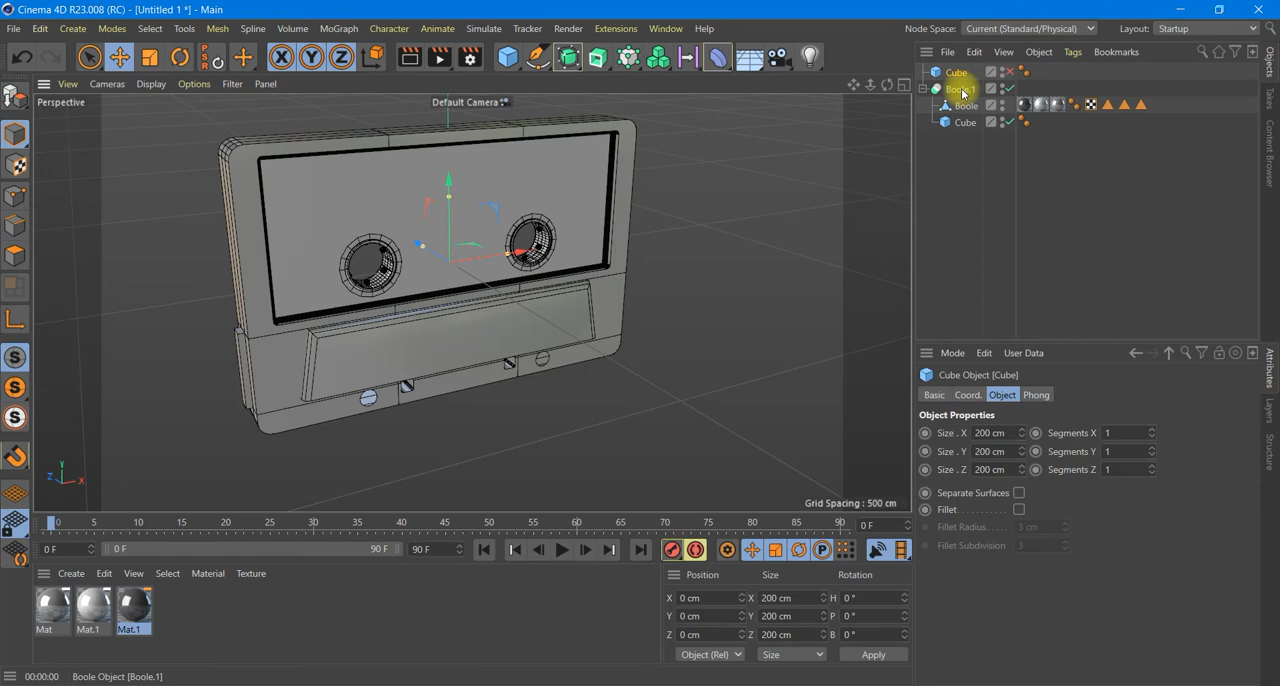 Cinema 4D R23.008 (RC) - [Untitled 1 *] - Main
File Edit Create Modes Select Tools Mesh Spline Volume MoGraph Character Animate Simulate Tracker Render Extensions Window Help Node Space: Current (Standard/Physical) Layout: Startup
PSR X Y Z
File Edit View Object Tags Bookmarks
View Cameras Display Options Filter Panel
Perspective
Default Camera
Cube
Boole.1
Boole
Cube
Objects
Takes
Content Browser
Mode Edit User Data
Cube Object [Cube]
Basic Coord. Object Phong
Object Properties
Size . X 200 cm Segments X 1
Size . Y 200 cm Segments Y 1
Size . Z 200 cm Segments Z 1
Separate Surfaces
Fillet
Fillet Radius 3 cm
Fillet Subdivision 3
Attributes
Layers
Structure
Y
Z X
Grid Spacing : 500 cm
0 5 10 15 20 25 30 35 40 45 50 55 60 65 70 75 80 85 90 0 F
0 F 0 F 90 F 90 F
P
Create Edit View Select Material Texture
Mat Mat.1 Mat.1
Position Size Rotation
X 0 cm X 200 cm H 0 °
Y 0 cm Y 200 cm P 0 °
Z 0 cm Z 200 cm B 0 °
Object (Rel) Size Apply
00:00:00 Boole Object [Boole.1]